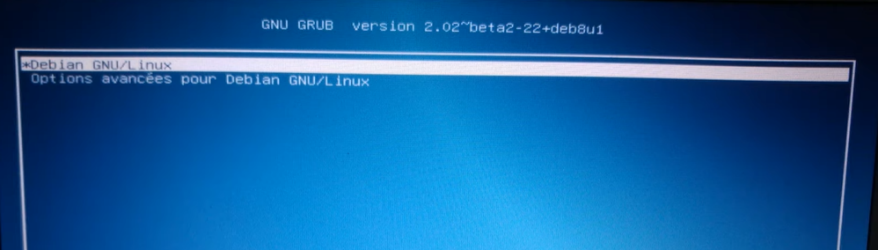 GNU GRUB  version 2.02~beta2-22+deb8u1
*Debian GNU/Linux
Options avancées pour Debian GNU/Linux